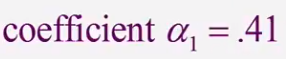 coefficient α₁ = .41